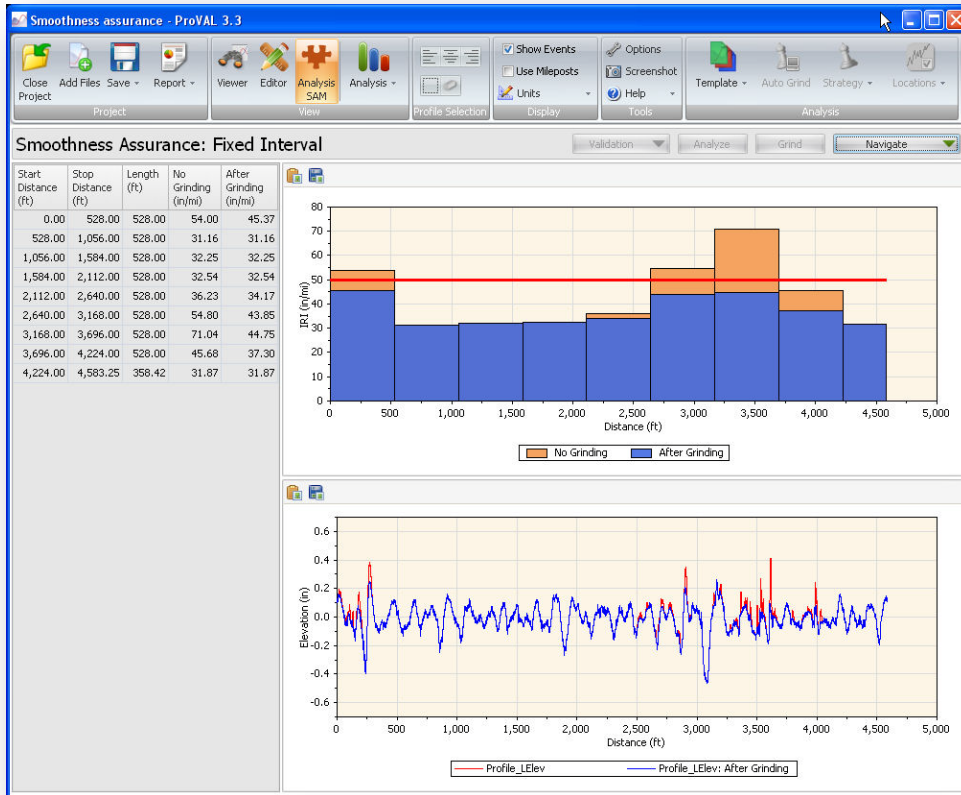 Smoothness assurance - ProVAL 3.3
Close Project
Add Files
Save
Report
Project
Viewer
Editor
Analysis SAM
Analysis
View
Profile Selection
Show Events
Use Mileposts
Units
Display
Options
Screenshot
Help
Tools
Template
Auto Grind
Strategy
Locations
Analysis
Smoothness Assurance: Fixed Interval
Validation
Analyze
Grind
Navigate
Start Distance (ft) Stop Distance (ft) Length (ft) No Grinding (in/mi) After Grinding (in/mi)
0.00 528.00 528.00 54.00 45.37
528.00 1,056.00 528.00 31.16 31.16
1,056.00 1,584.00 528.00 32.25 32.25
1,584.00 2,112.00 528.00 32.54 32.54
2,112.00 2,640.00 528.00 36.23 34.17
2,640.00 3,168.00 528.00 54.80 43.85
3,168.00 3,696.00 528.00 71.04 44.75
3,696.00 4,224.00 528.00 45.68 37.30
4,224.00 4,583.25 358.42 31.87 31.87
80
70
60
50
40
30
20
10
0
IRI (in/mi)
0 500 1,000 1,500 2,000 2,500 3,000 3,500 4,000 4,500 5,000
Distance (ft)
No Grinding After Grinding
0.6
0.4
0.2
0.0
-0.2
-0.4
-0.6
Elevation (in)
0 500 1,000 1,500 2,000 2,500 3,000 3,500 4,000 4,500 5,000
Distance (ft)
Profile_LElev Profile_LElev: After Grinding